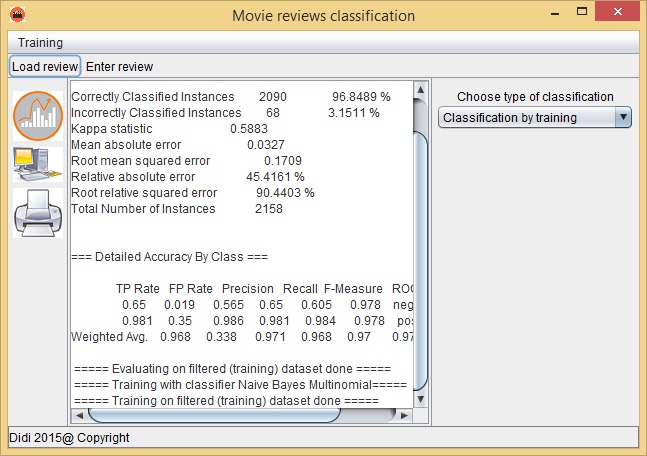 Movie reviews classification
Training
Load review Enter review
Correctly Classified Instances 2090 96.8489 %
Incorrectly Classified Instances 68 3.1511 %
Kappa statistic 0.5883
Mean absolute error 0.0327
Root mean squared error 0.1709
Relative absolute error 45.4161 %
Root relative squared error 90.4403 %
Total Number of Instances 2158
=== Detailed Accuracy By Class ===
TP Rate FP Rate Precision Recall F-Measure ROC
0.65 0.019 0.565 0.65 0.605 0.978 neg
0.981 0.35 0.986 0.981 0.984 0.978 pos
Weighted Avg. 0.968 0.338 0.971 0.968 0.97 0.97
===== Evaluating on filtered (training) dataset done =====
===== Training with classifier Naive Bayes Multinomial=====
===== Training on filtered (training) dataset done =====
Choose type of classification
Classification by training
Didi 2015@ Copyright